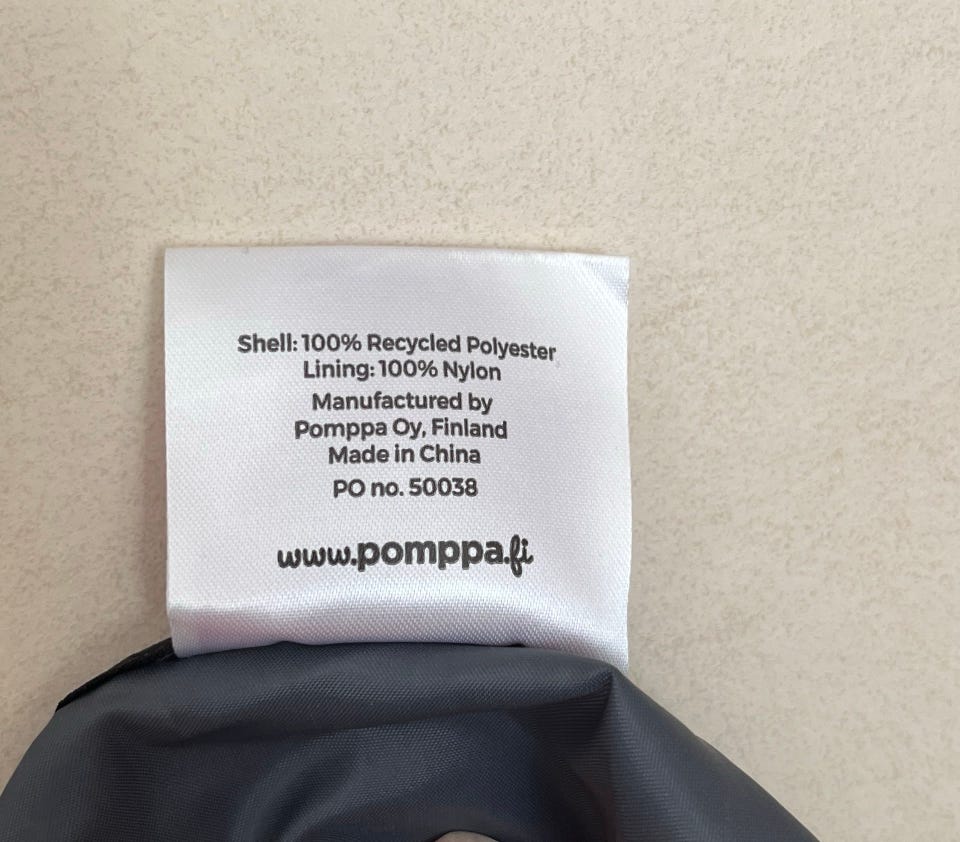 Shell: 100% Recycled Polyester
Lining: 100% Nylon
Manufactured by
Pomppa Oy, Finland
Made in China
PO no. 50038
www.pomppa.fi